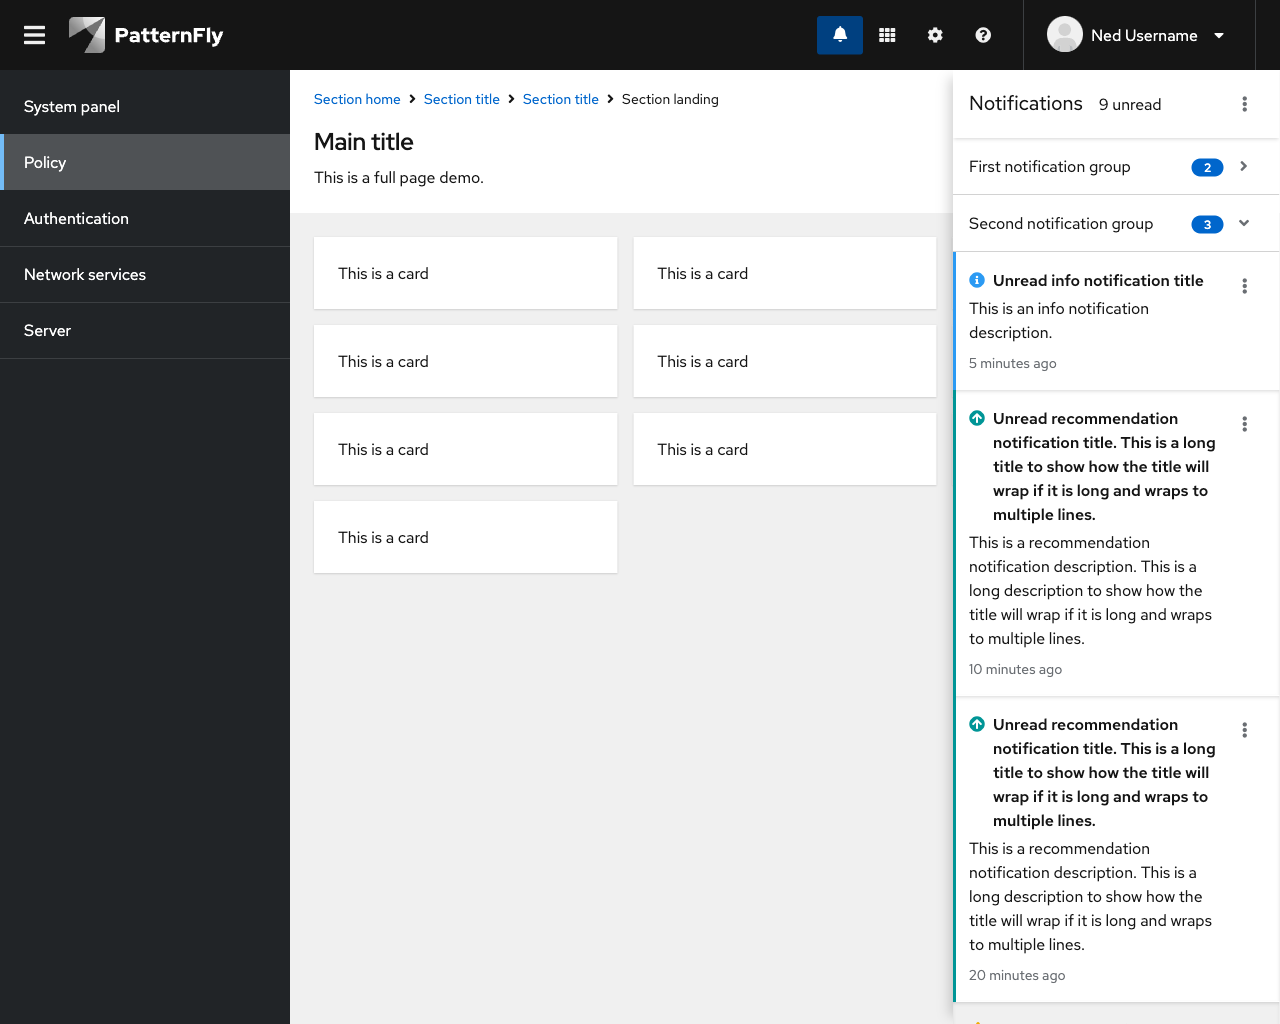 PatternFly
Ned Username
System panel
Policy
Authentication
Network services
Server
Section home
Section title
Section title
Section landing
Main title
This is a full page demo.
This is a card
This is a card
This is a card
This is a card
This is a card
This is a card
This is a card
Notifications 9 unread
First notification group 2
Second notification group 3
Unread info notification title
This is an info notification
description.
5 minutes ago
Unread recommendation
notification title. This is a long
title to show how the title will
wrap if it is long and wraps to
multiple lines.
This is a recommendation
notification description. This is a
long description to show how the
title will wrap if it is long and wraps
to multiple lines.
10 minutes ago
Unread recommendation
notification title. This is a long
title to show how the title will
wrap if it is long and wraps to
multiple lines.
This is a recommendation
notification description. This is a
long description to show how the
title will wrap if it is long and wraps
to multiple lines.
20 minutes ago